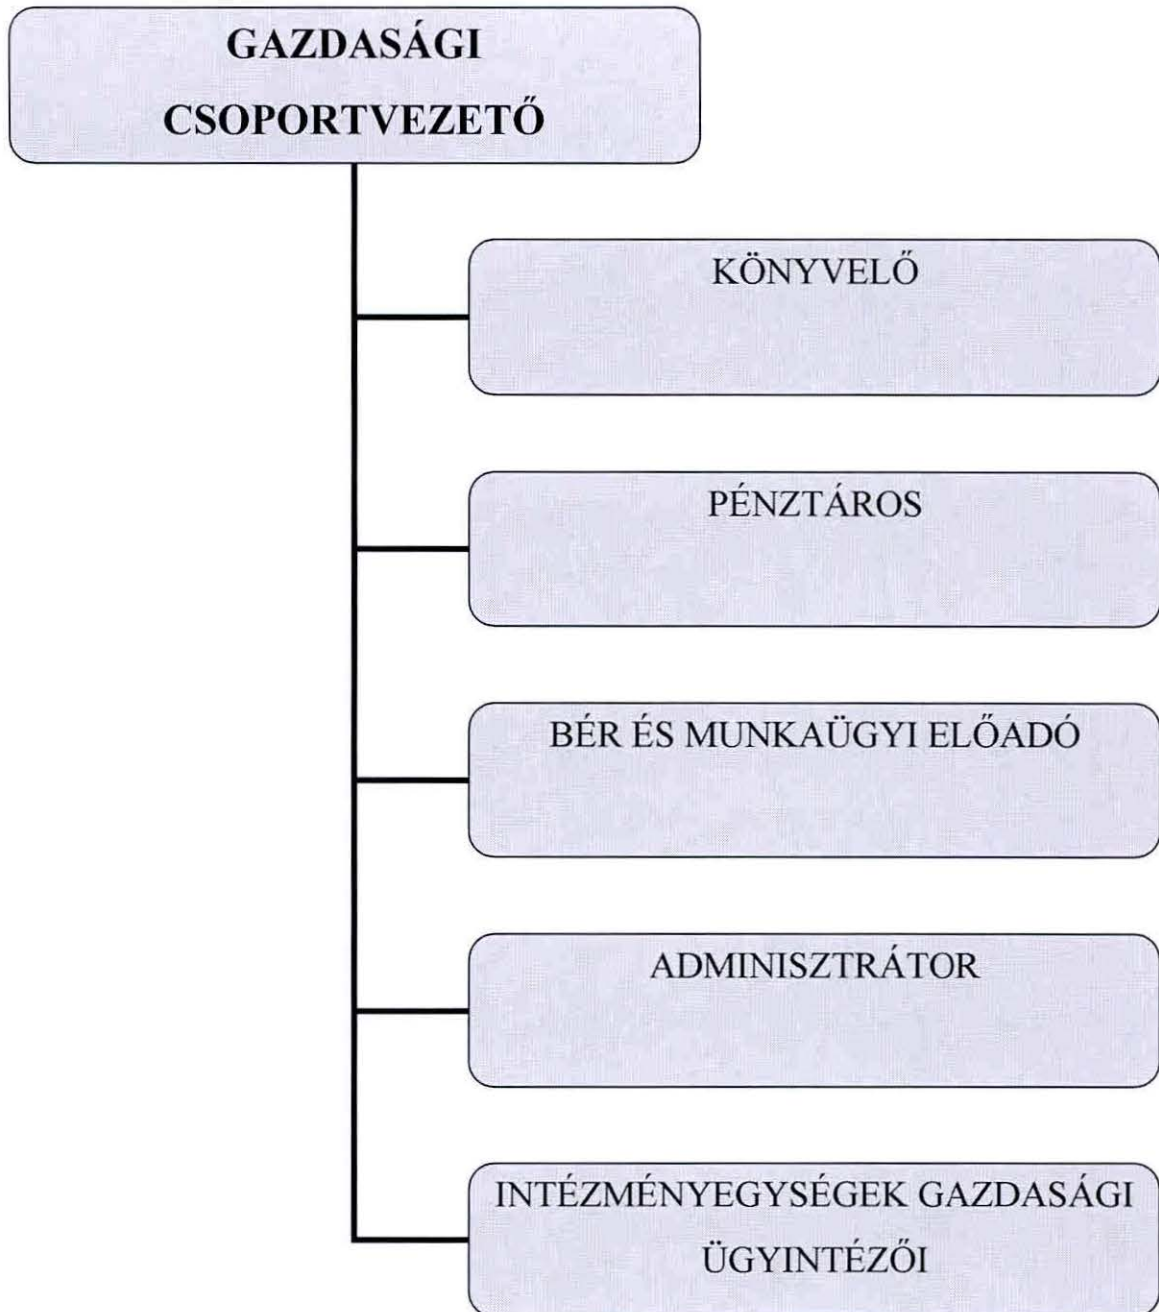 GAZDASÁGI
CSOPORTVEZETŐ
KÖNYVELŐ
PÉNZTÁROS
BÉR ÉS MUNKAÜGYI ELŐADÓ
ADMINISZTRÁTOR
INTÉZMÉNYEGYSÉGEK GAZDASÁGI
ÜGYINTÉZŐI